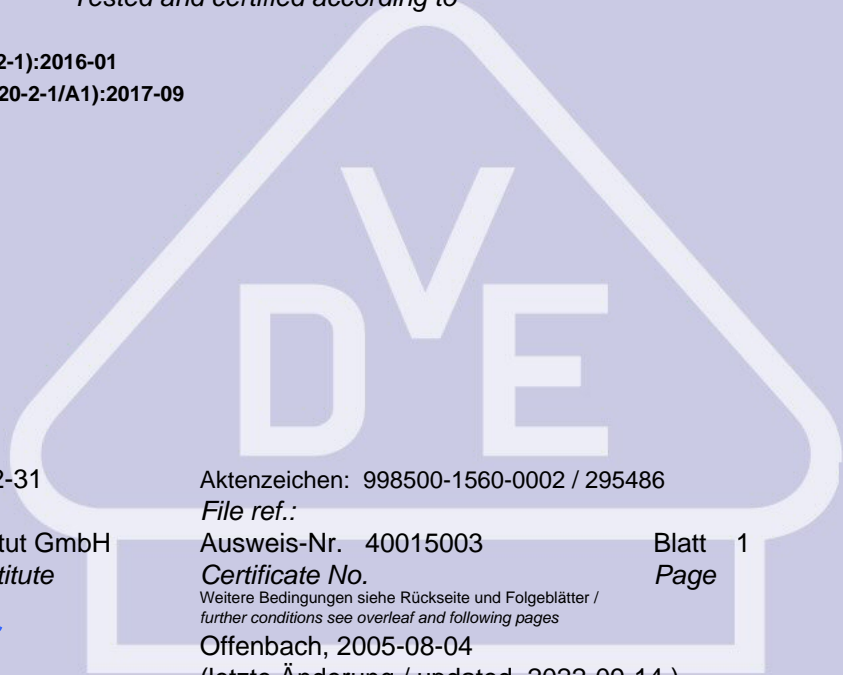 Tested and certified according to
2-1):2016-01
20-2-1/A1):2017-09
VDE
2-31
Aktenzeichen: 998500-1560-0002 / 295486
File ref.:
tut GmbH Ausweis-Nr. 40015003 Blatt 1
titute Certificate No. Page
Weitere Bedingungen siehe Rückseite und Folgeblätter /
further conditions see overleaf and following pages
Offenbach, 2005-08-04
(letzte Änderung / updated 2022-09-14 )